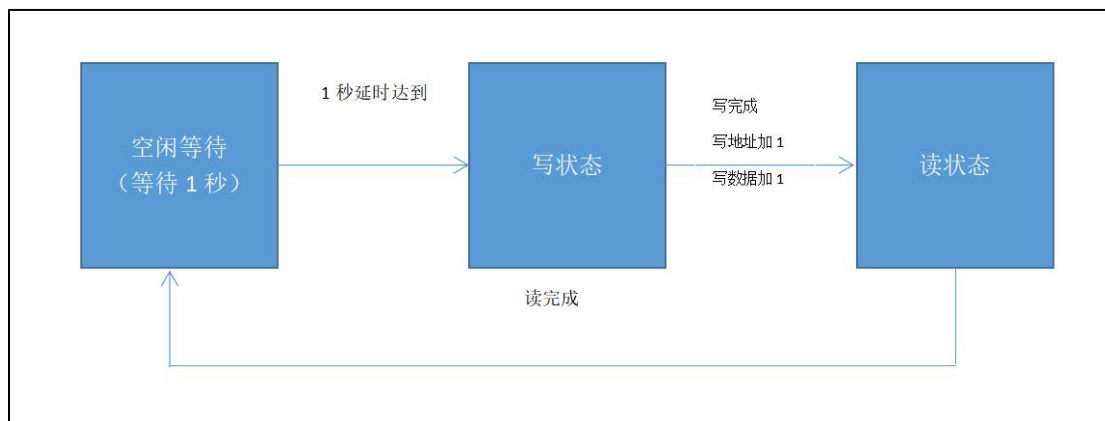 空闲等待
（等待 1 秒）
1 秒延时达到
写状态
写完成
写地址加 1
写数据加 1
读状态
读完成